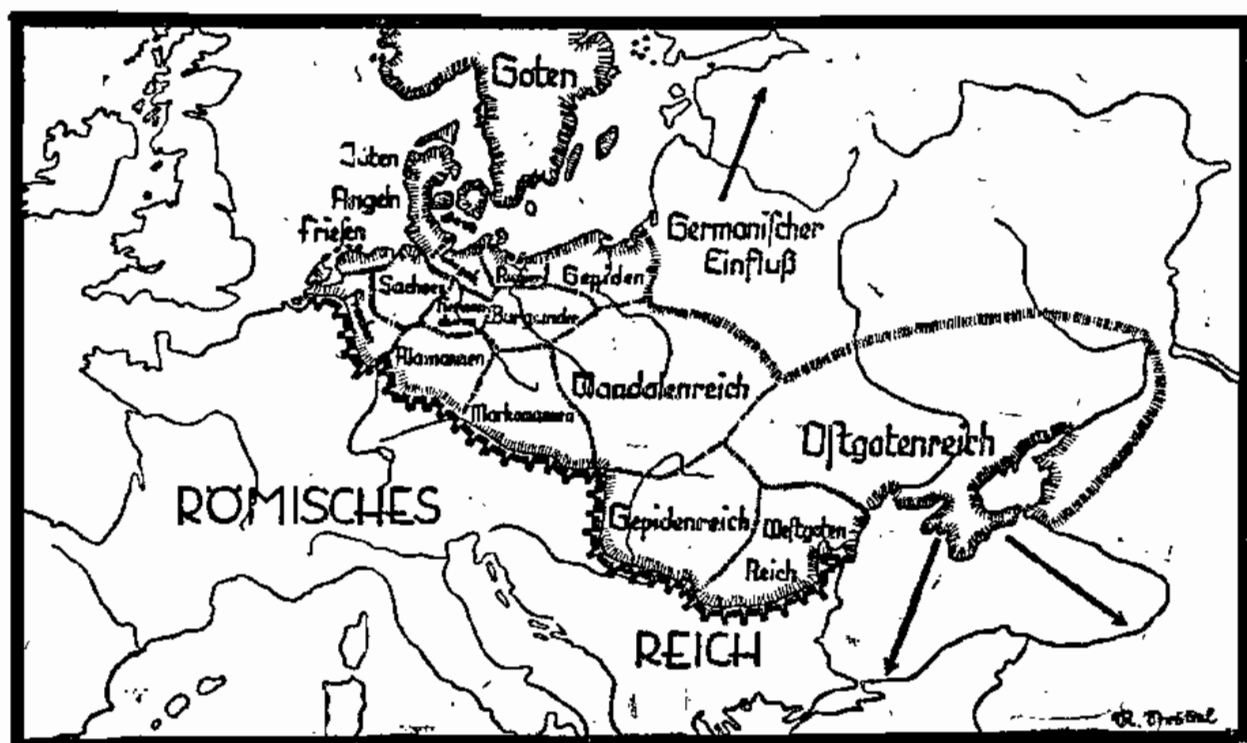 Goten
Jüten
Angeln
Friesen
Germanischer
Einfluß
Sachsen
Gepiden
Burgunder
Alamannen
Wandalenreich
Markomannen
Ostgotenreich
RÖMISCHES
Gepidenreich
Westgoten
Reich
REICH